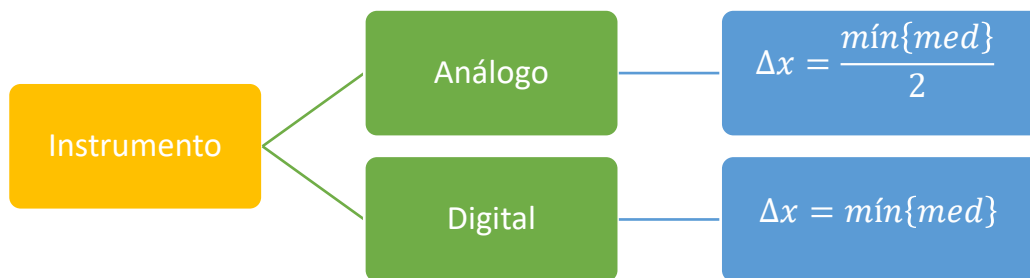 Instrumento
Análogo
Δx = mín{med}/2
Digital
Δx = mín{med}